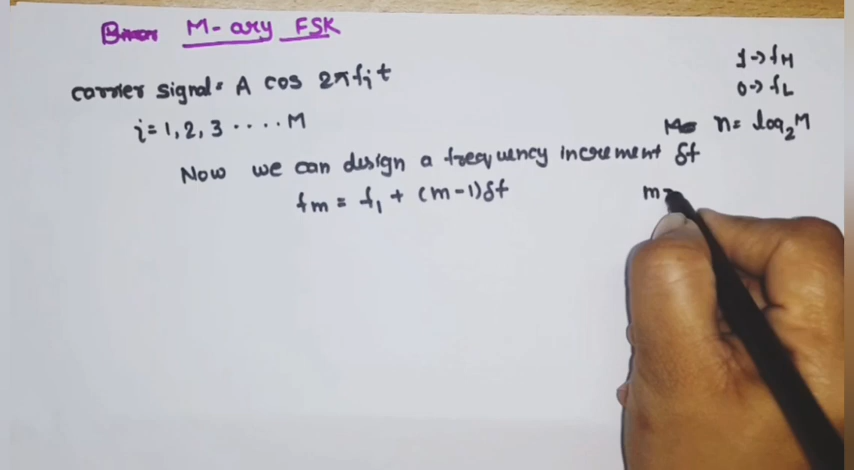 M-ary FSK
carrier signal = A cos 2πfit
1→fH
0→fL
i=1,2,3 ....M
n= log2M
Now we can design a frequency increment δf
fm = f1 + (m-1)δf
m=